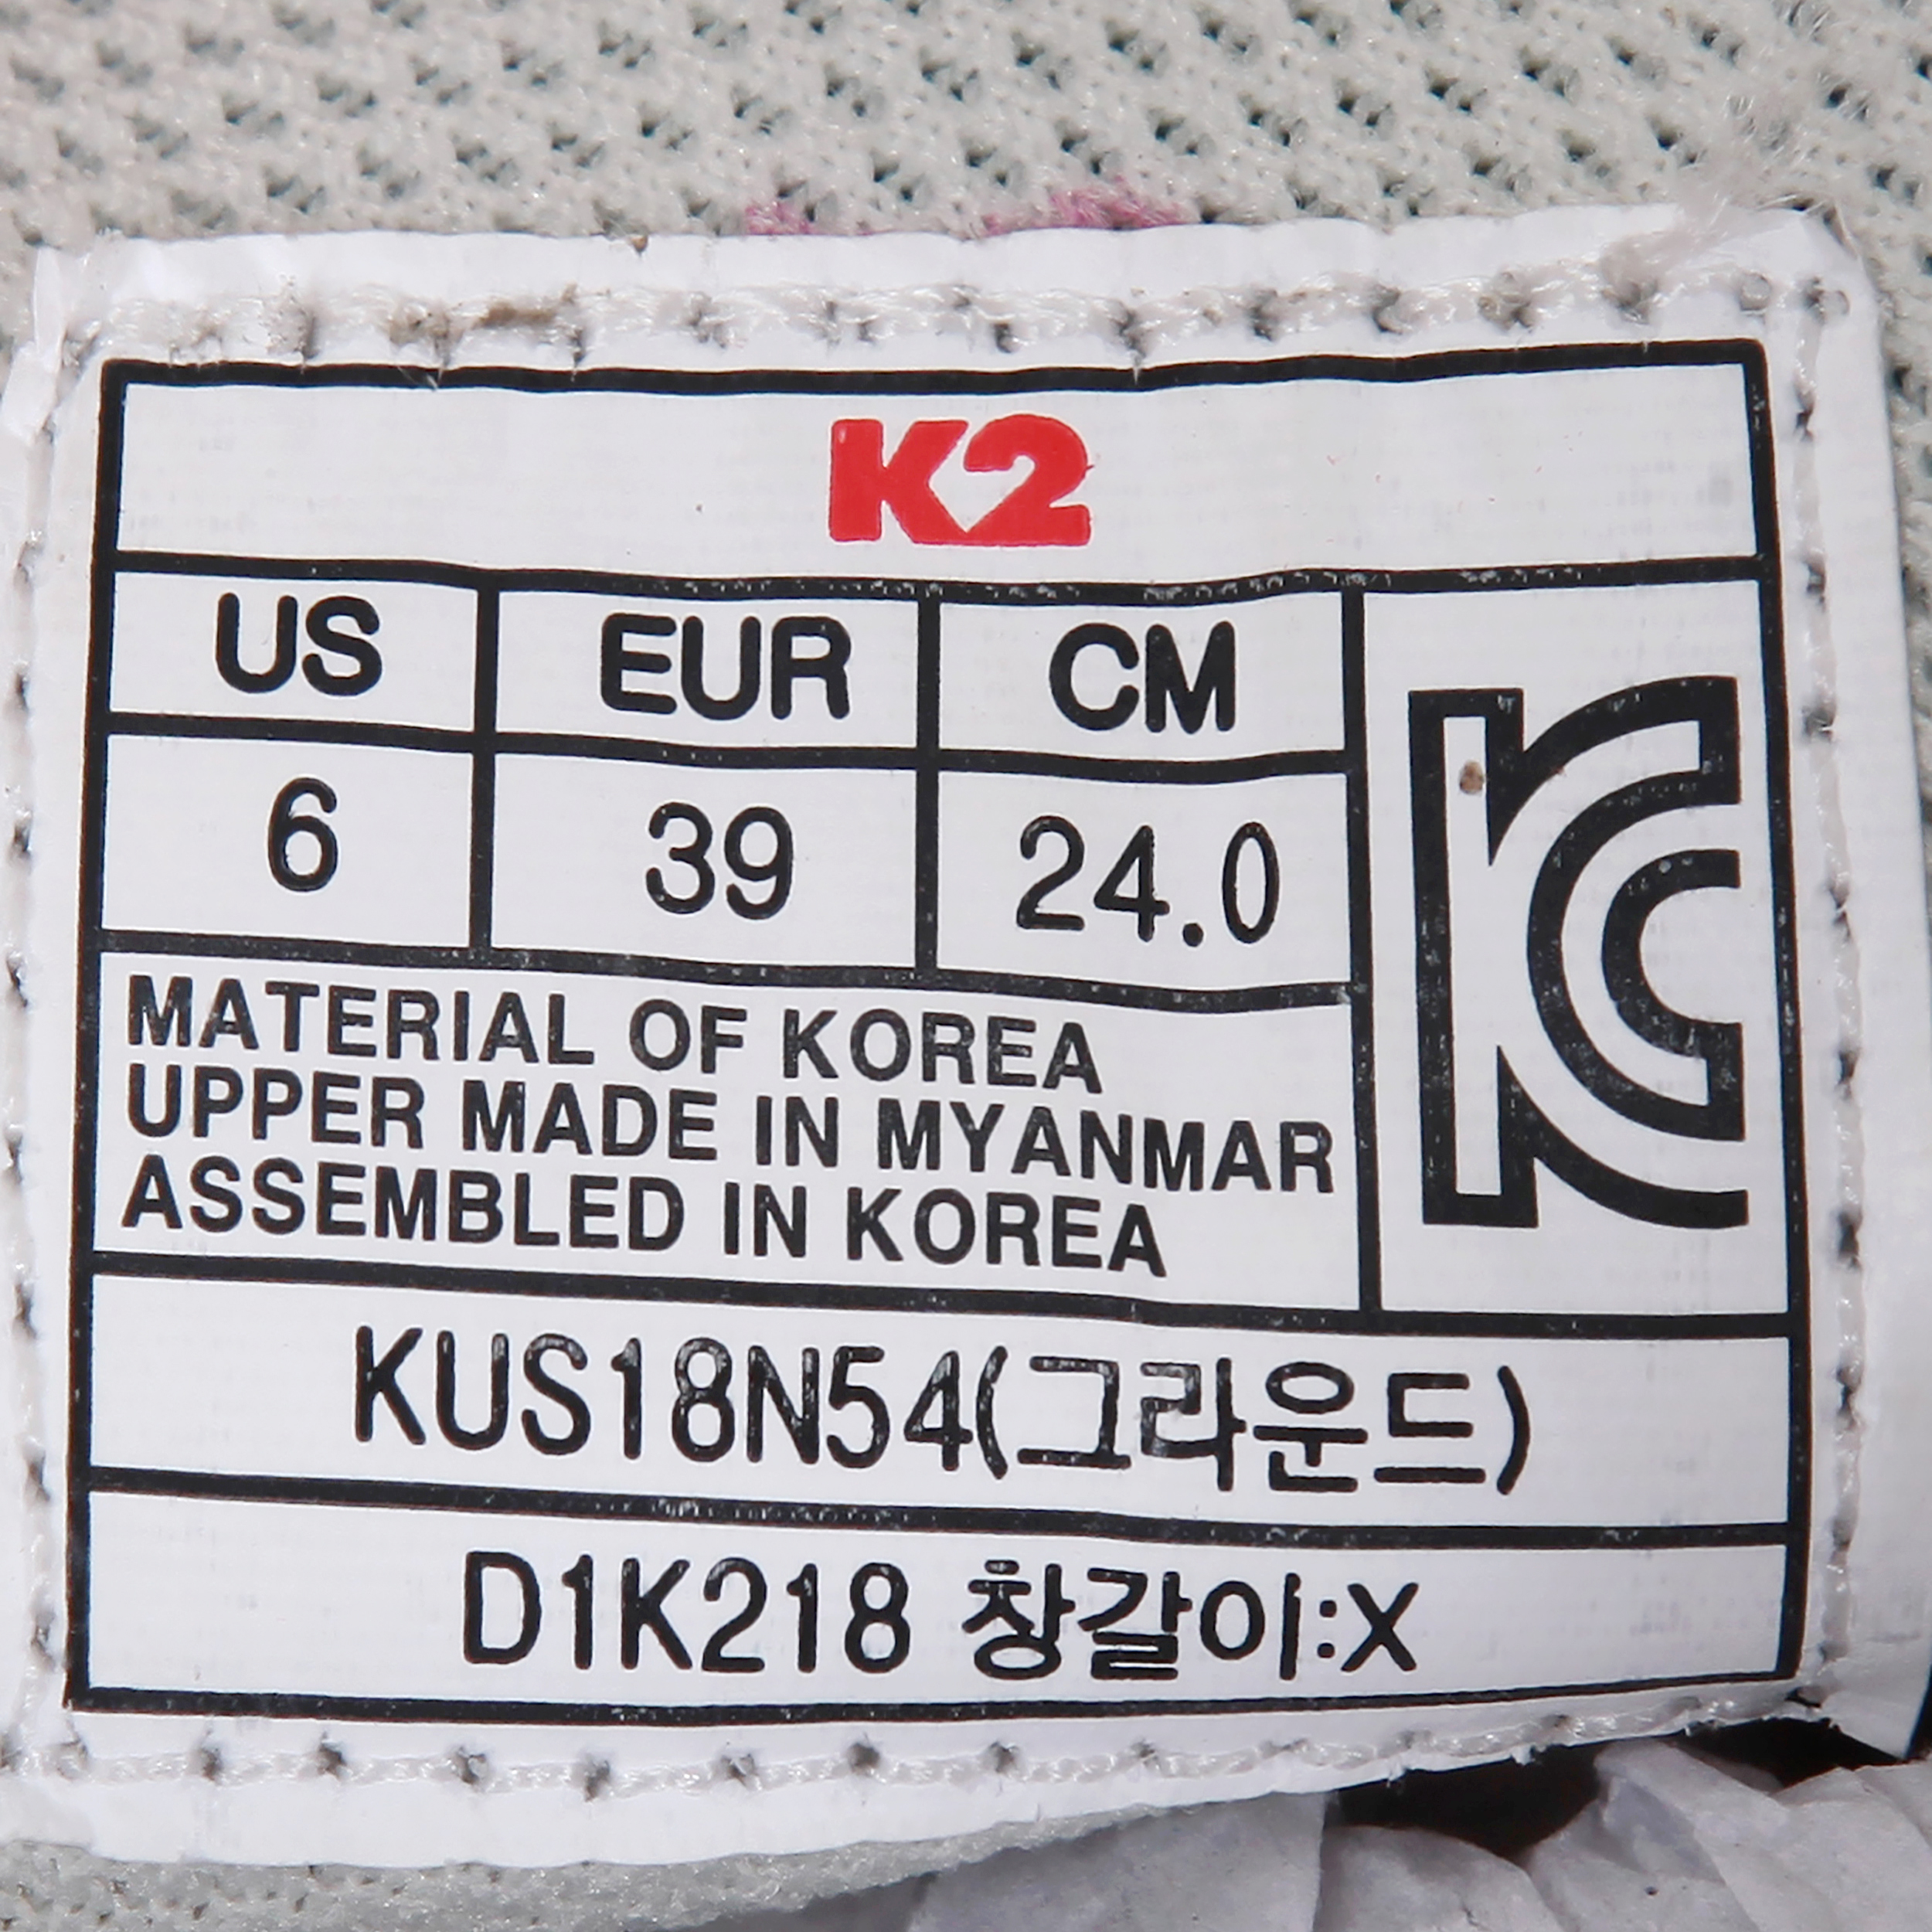 K2
US EUR CM
6 39 24.0
KC
MATERIAL OF KOREA
UPPER MADE IN MYANMAR
ASSEMBLED IN KOREA
KUS18N54(그라운드)
D1K218 창갈이:X